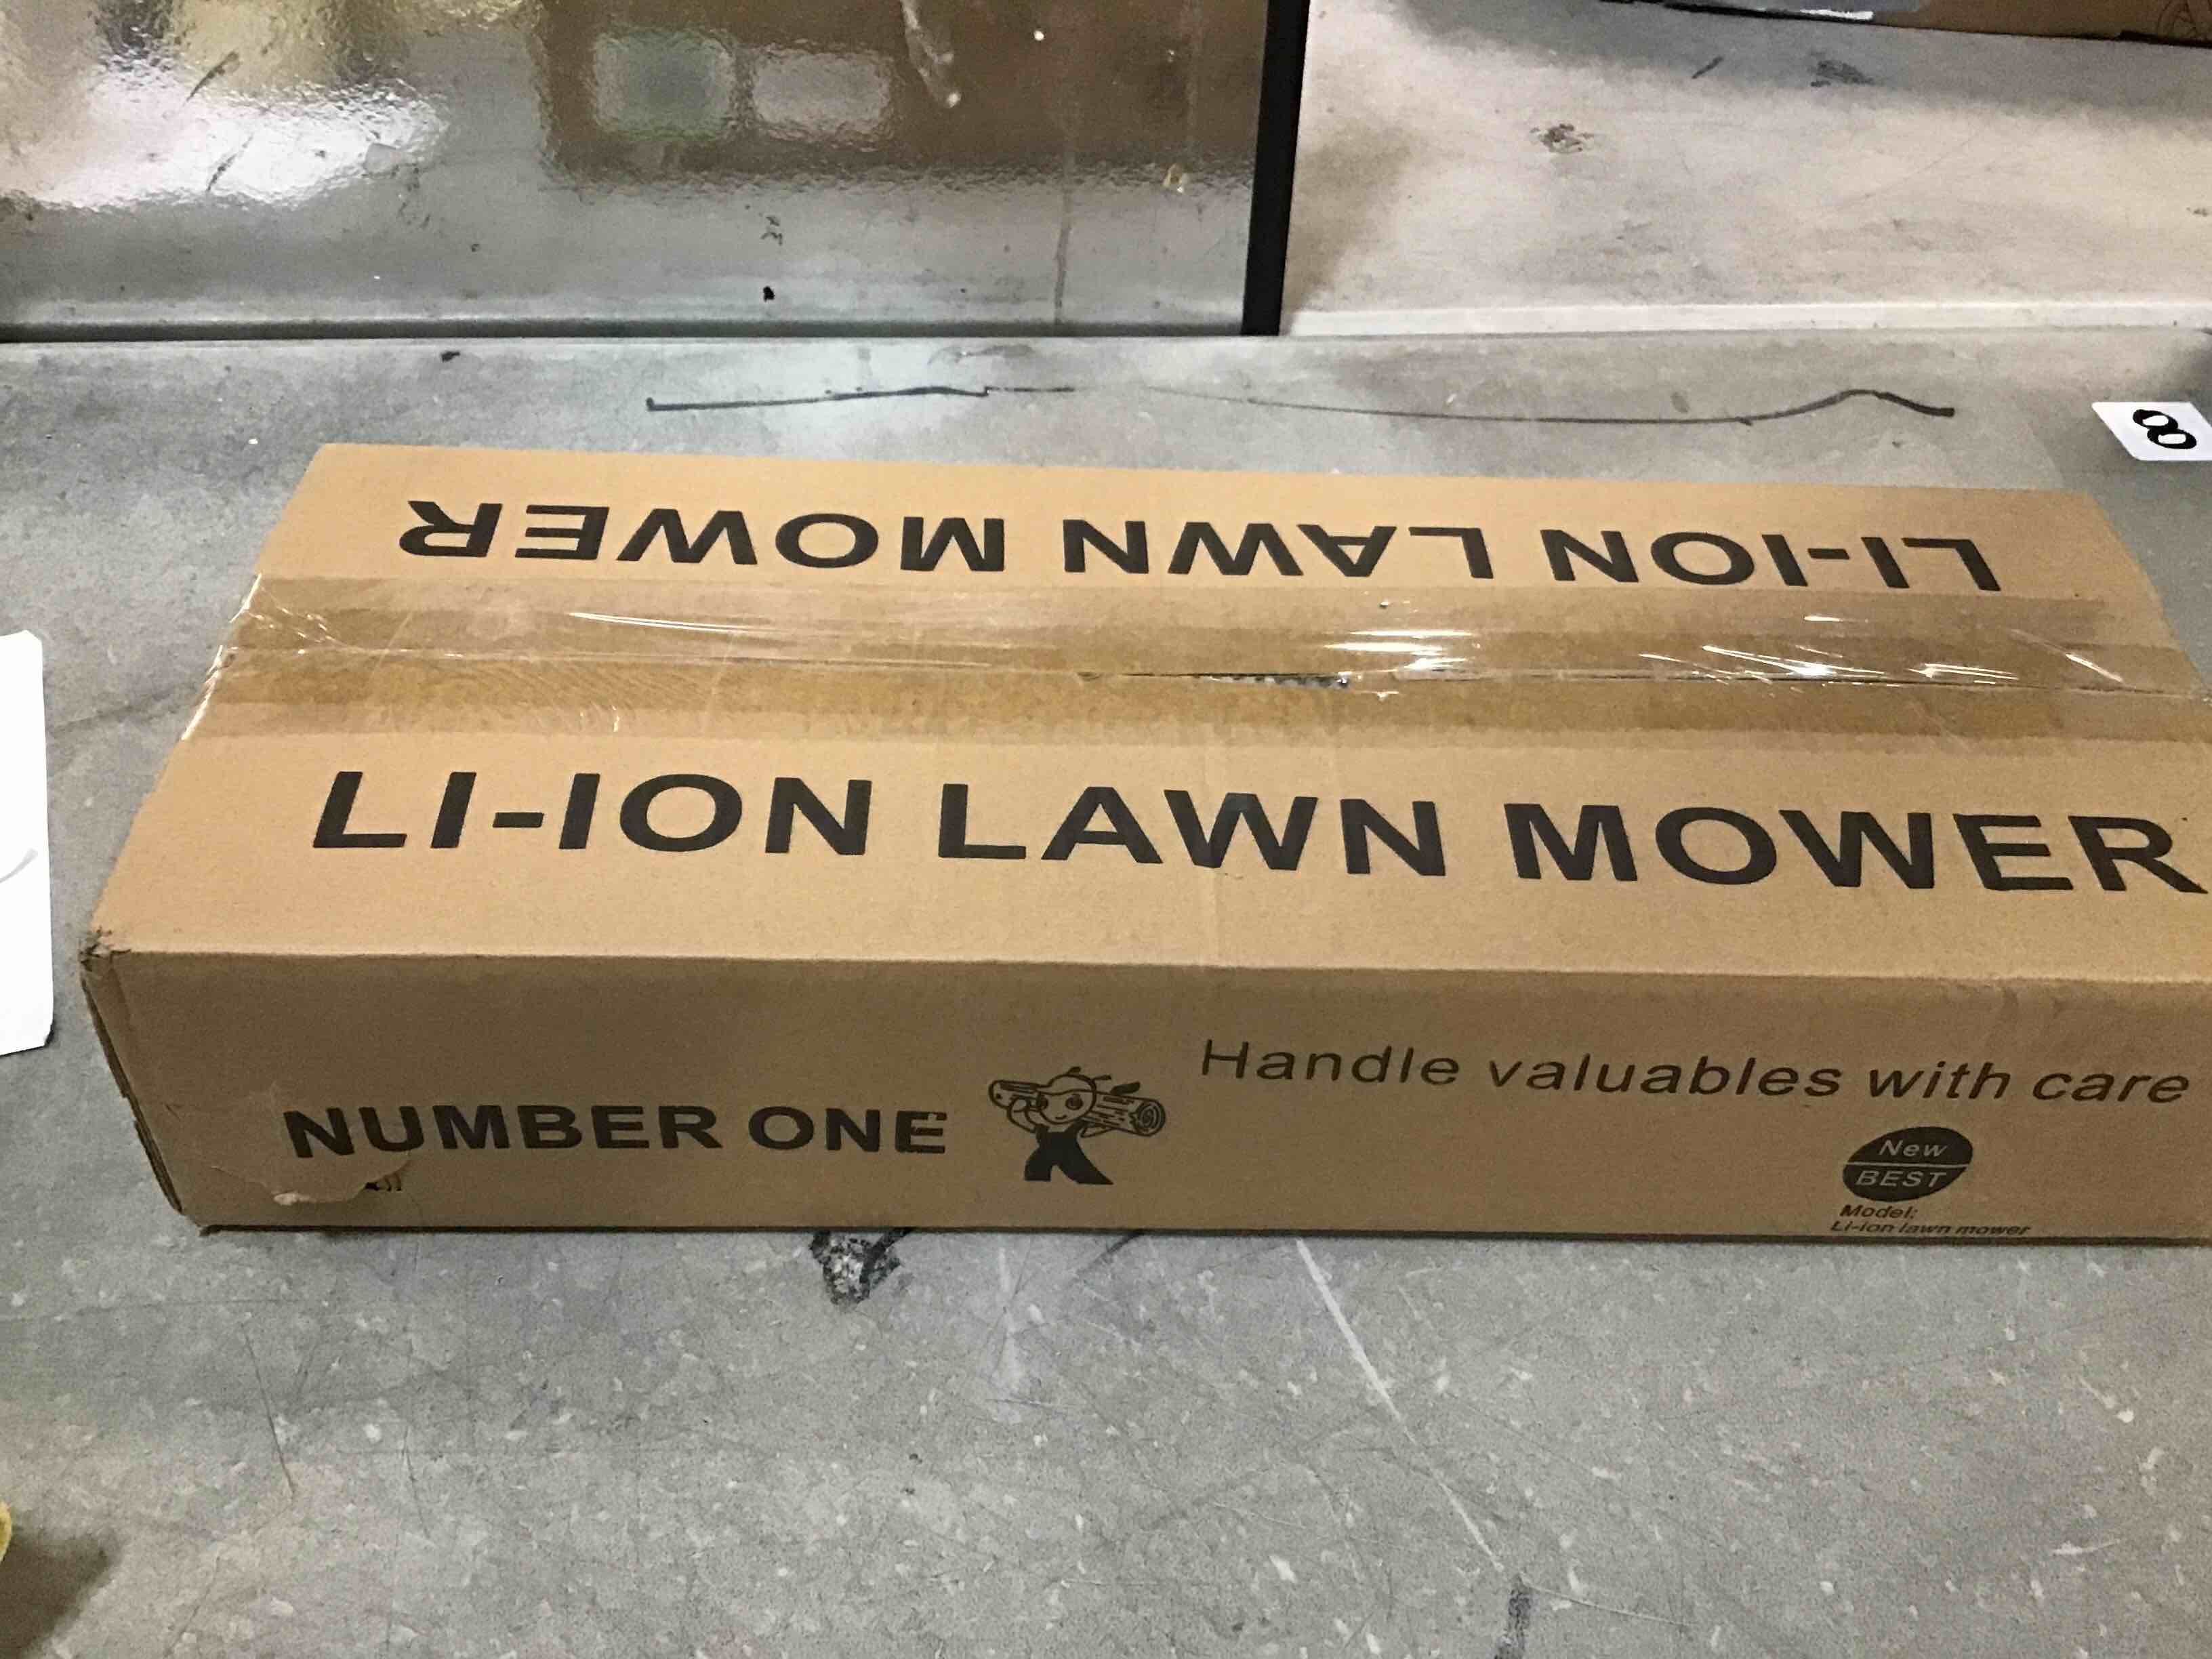 8
LI-ION LAWN MOWER
LI-ION LAWN MOWER
Handle valuables with care
NUMBER ONE
New
BEST
Model:
Li-ion lawn mower